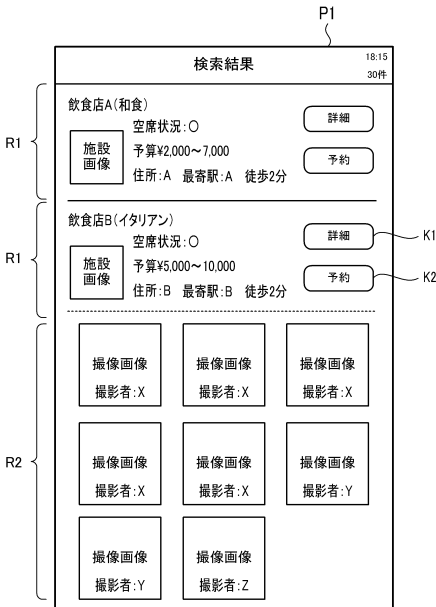 P1
検索結果
18:15
30件
R1
飲食店A(和食)
空席状況:○
施設
画像
予算¥2,000～7,000
住所:A 最寄駅:A 徒歩2分
詳細
予約
R1
飲食店B(イタリアン)
空席状況:○
施設
画像
予算¥5,000～10,000
住所:B 最寄駅:B 徒歩2分
詳細
K1
予約
K2
R2
撮像画像 撮像画像 撮像画像
撮影者:X 撮影者:X 撮影者:X
撮像画像 撮像画像 撮像画像
撮影者:X 撮影者:X 撮影者:Y
撮像画像 撮像画像
撮影者:Y 撮影者:Z